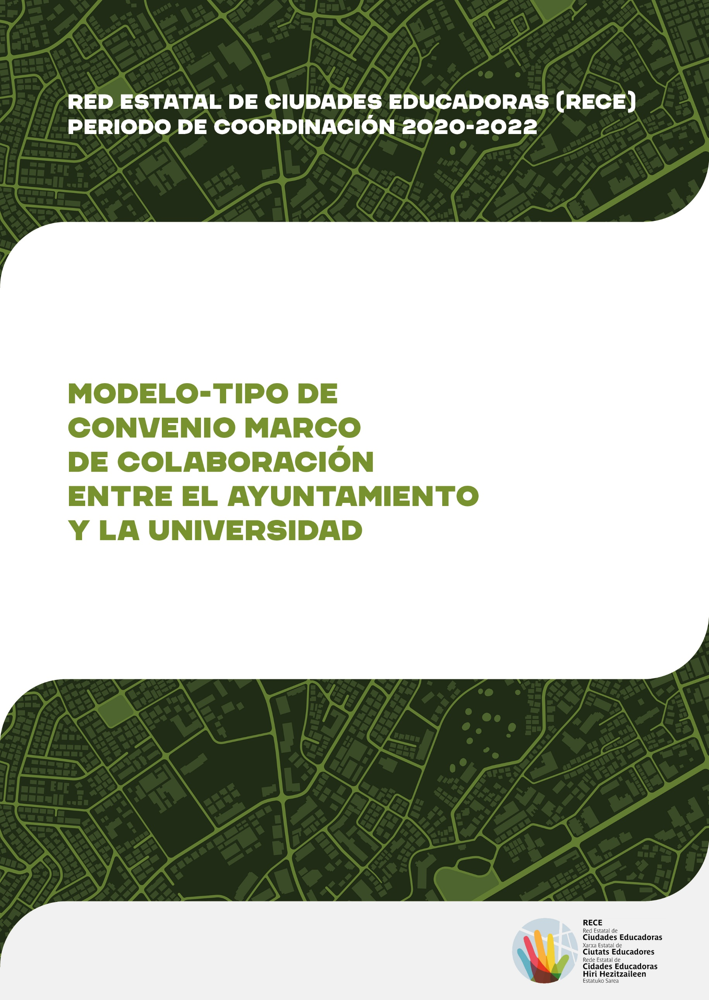 RED ESTATAL DE CIUDADES EDUCADORAS (RECE)
PERIODO DE COORDINACIÓN 2020-2022
MODELO-TIPO DE
CONVENIO MARCO
DE COLABORACIÓN
ENTRE EL AYUNTAMIENTO
Y LA UNIVERSIDAD
RECE
Red Estatal de
Ciudades Educadoras
Xarxa Estatal de
Ciutats Educadores
Rede Estatal de
Cidades Educadoras
Hiri Hezitzaileen
Estatuko Sarea